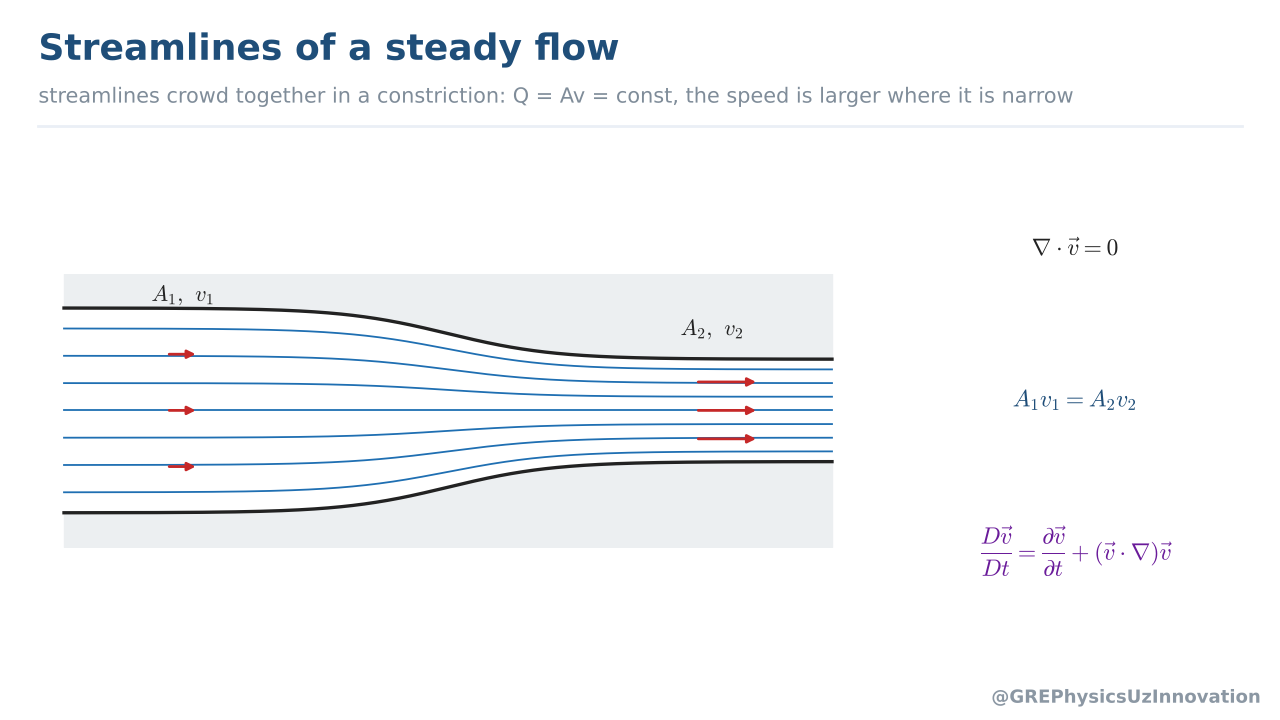 Streamlines of a steady flow
streamlines crowd together in a constriction: Q = Av = const, the speed is larger where it is narrow
A₁, v₁
A₂, v₂
∇ · v⃗ = 0
A₁v₁ = A₂v₂
Dv⃗/Dt = ∂v⃗/∂t + (v⃗ · ∇)v⃗
@GREPhysicsUzInnovation